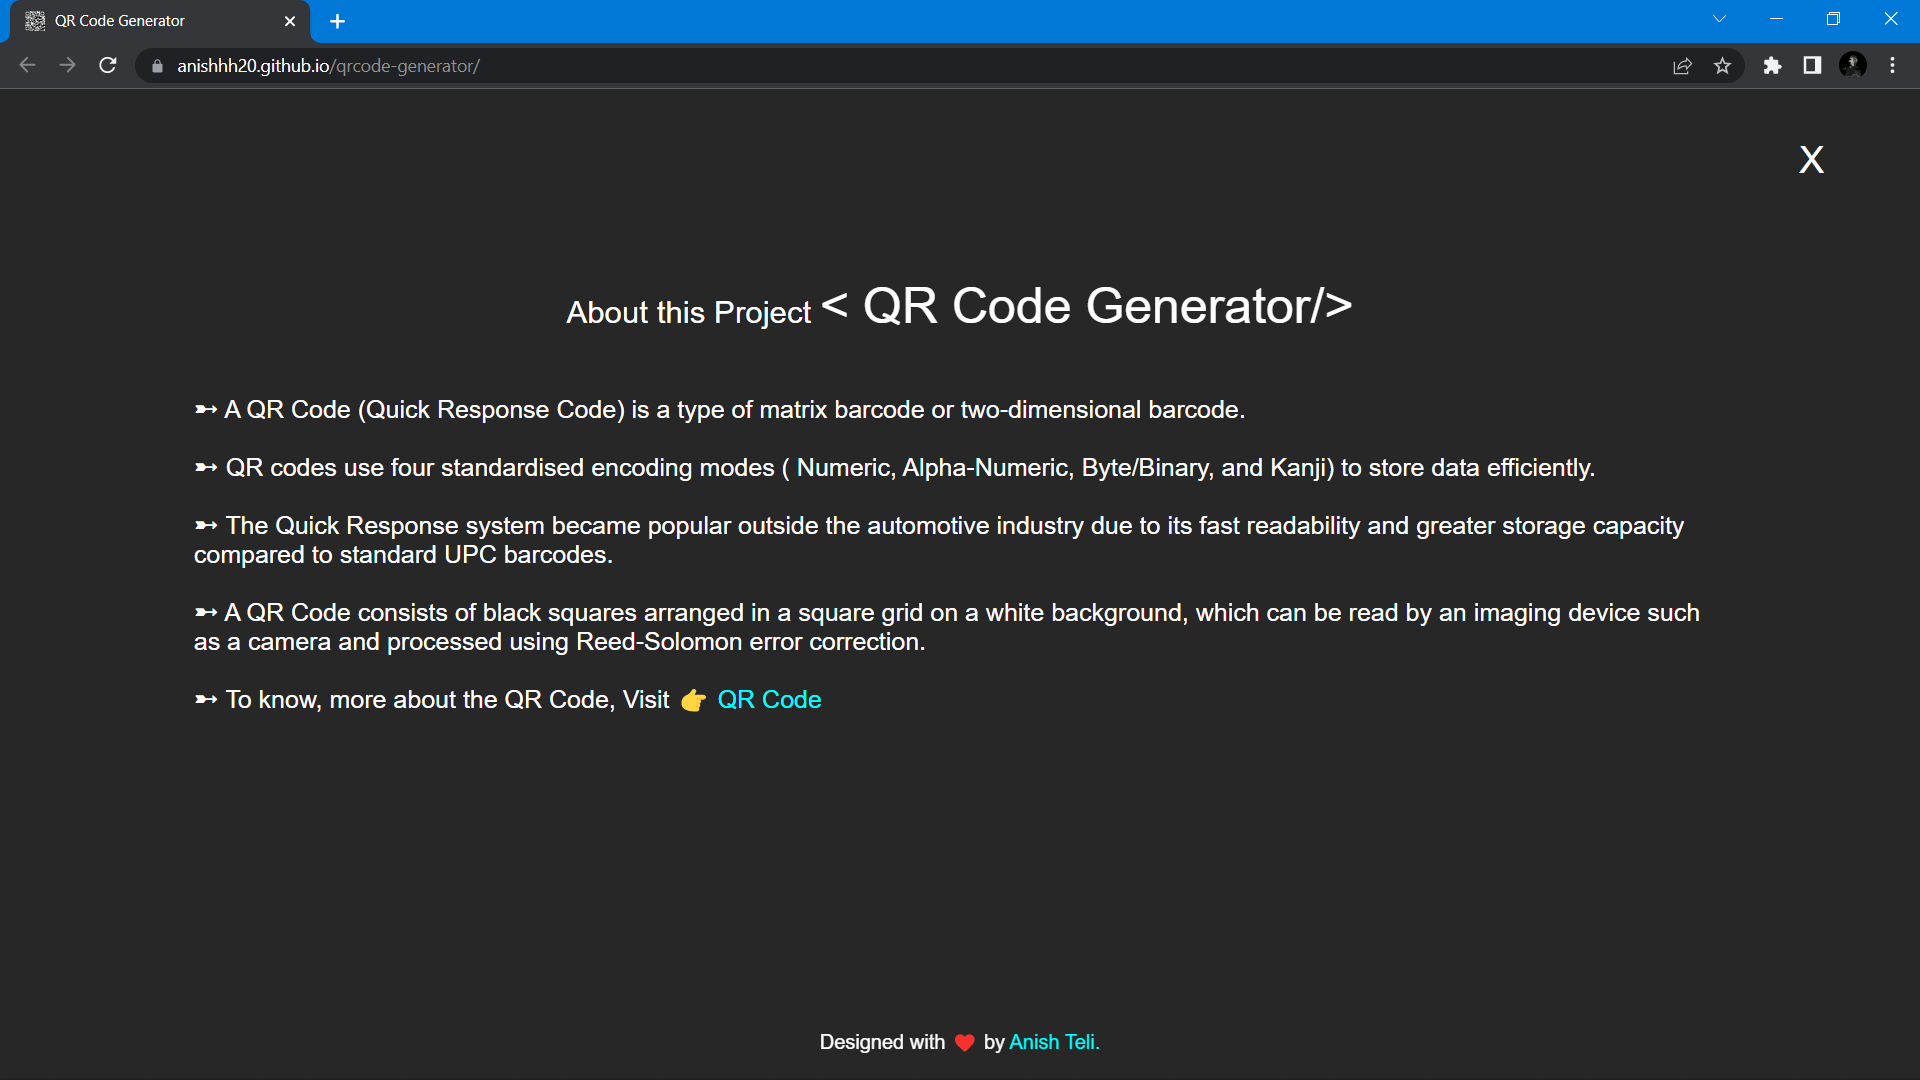 QR Code Generator
anishhh20.github.io/qrcode-generator/
X
About this Project < QR Code Generator/>
➼ A QR Code (Quick Response Code) is a type of matrix barcode or two-dimensional barcode.
➼ QR codes use four standardised encoding modes ( Numeric, Alpha-Numeric, Byte/Binary, and Kanji) to store data efficiently.
➼ The Quick Response system became popular outside the automotive industry due to its fast readability and greater storage capacity
compared to standard UPC barcodes.
➼ A QR Code consists of black squares arranged in a square grid on a white background, which can be read by an imaging device such
as a camera and processed using Reed-Solomon error correction.
➼ To know, more about the QR Code, Visit 👉 QR Code
Designed with ❤️ by Anish Teli.